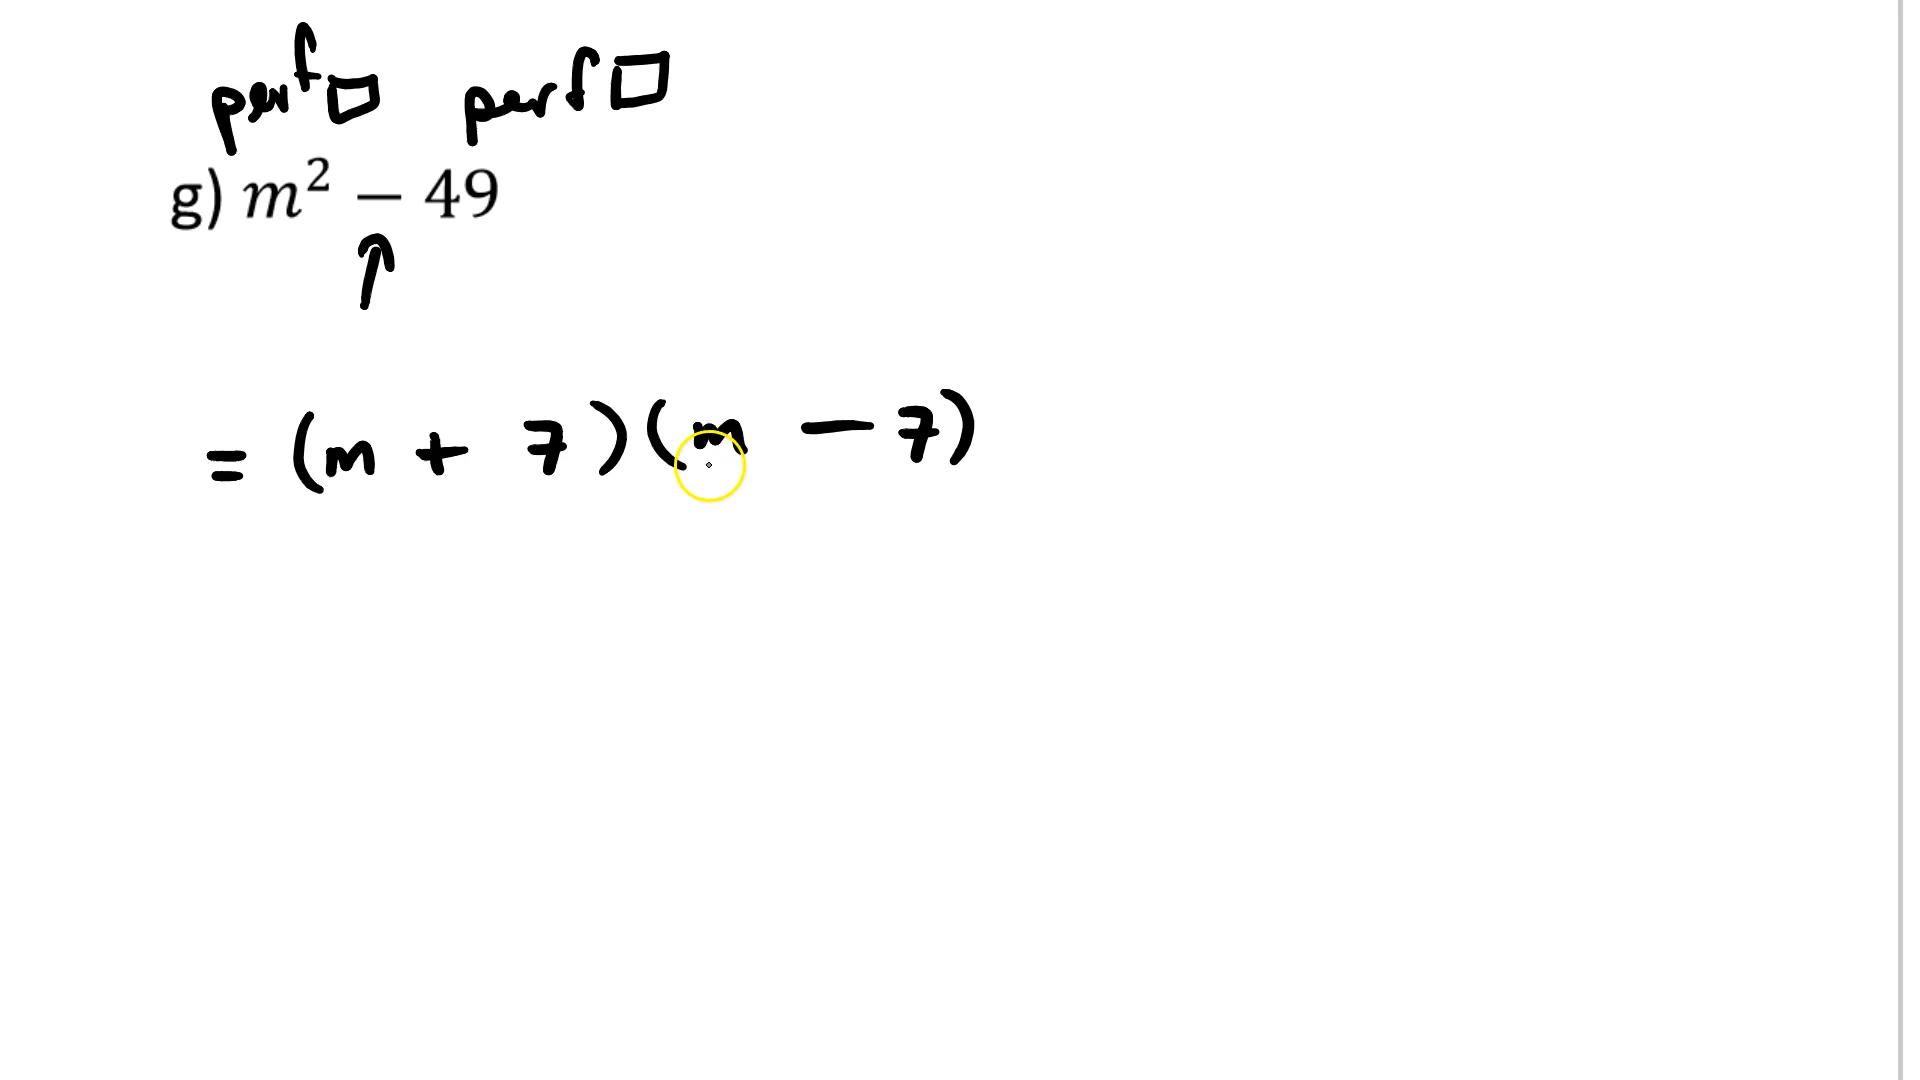 perf□ perf□
g) m² − 49
↑
= (m + 7)(m − 7)